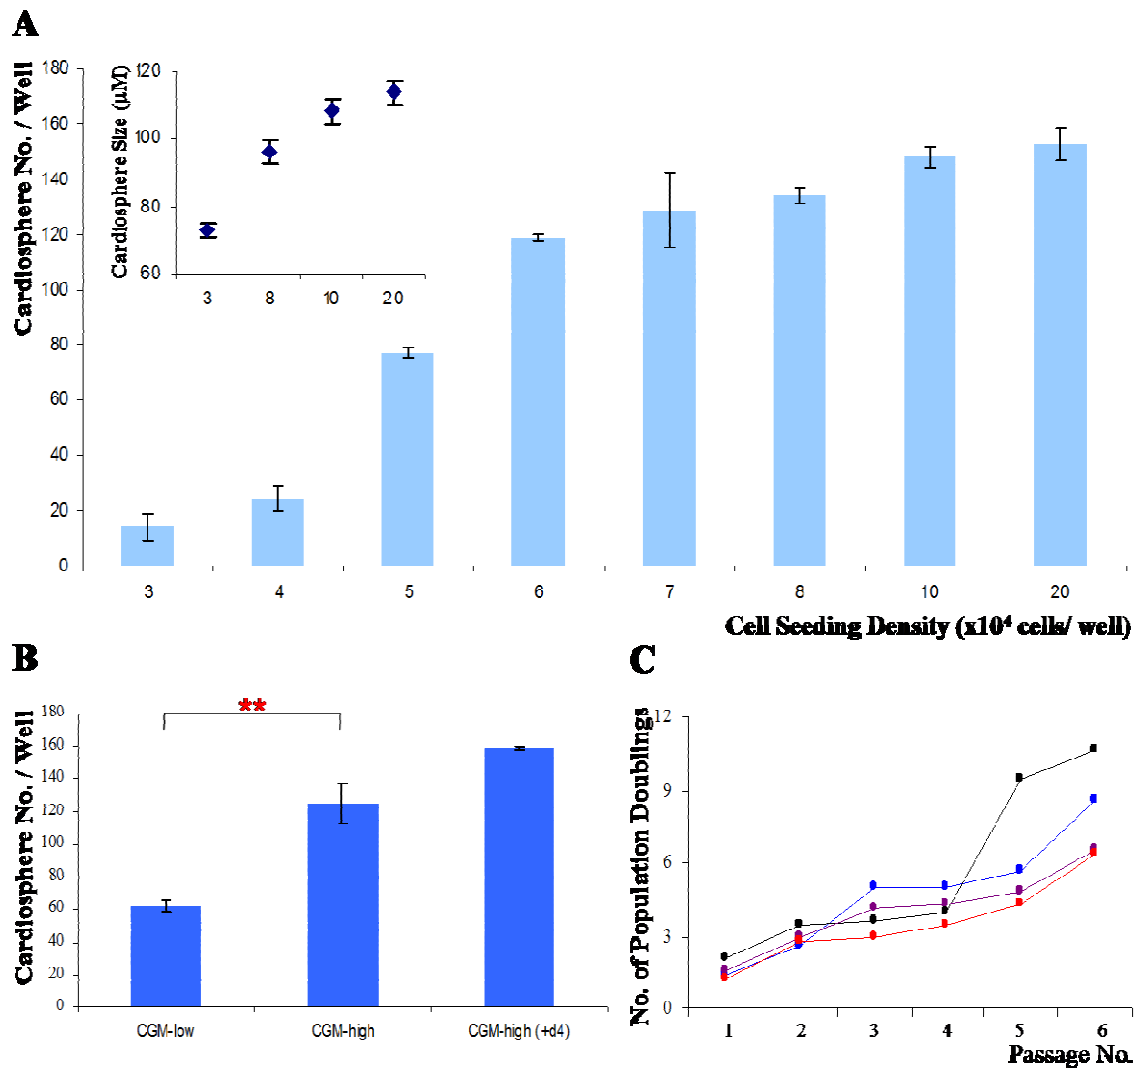 A
Cardiosphere No. / Well
180
160
140
120
100
80
60
40
20
0
Cardiosphere Size (µM)
120
100
80
60
3 8 10 20
3 4 5 6 7 8 10 20
Cell Seeding Density (x10⁴ cells/ well)
B
Cardiosphere No. / Well
180
160
140
120
100
80
60
40
20
0
**
CGM-low CGM-high CGM-high (+d4)
C
No. of Population Doublings
12
9
6
3
0
1 2 3 4 5 6
Passage No.